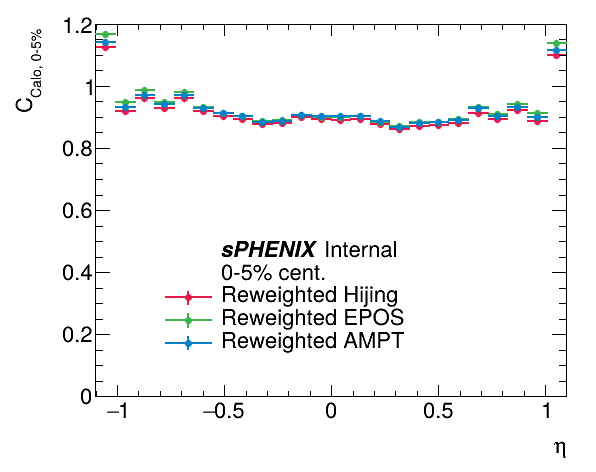 C_Calo, 0-5%
1.2
1
0.8
0.6
0.4
0.2
0
sPHENIX Internal
0-5% cent.
Reweighted Hijing
Reweighted EPOS
Reweighted AMPT
−1 −0.5 0 0.5 1
η